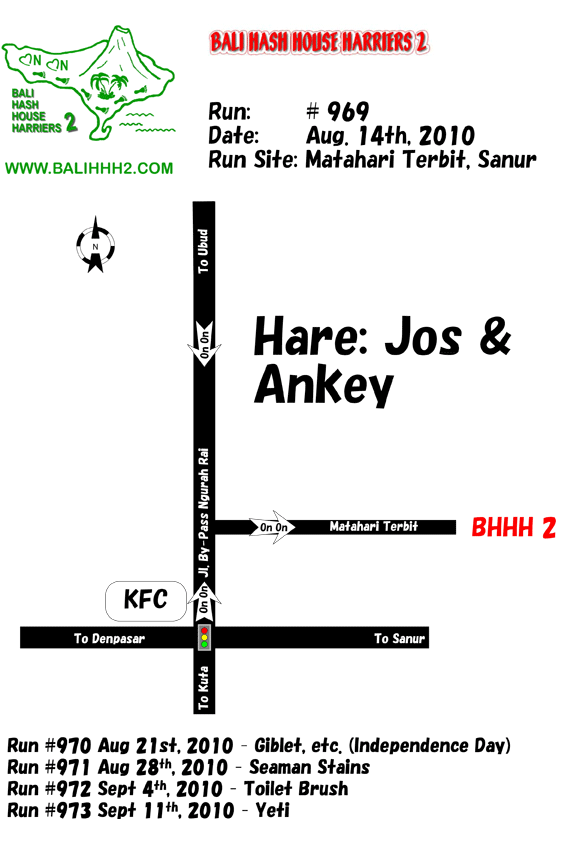 BALI HASH HOUSE HARRIERS 2
N N
BALI
HASH
HOUSE
HARRIERS 2
WWW.BALIHHH2.COM
Run: # 969
Date: Aug. 14th, 2010
Run Site: Matahari Terbit, Sanur
N
To Ubud
On On
Hare: Jos &
Ankey
Jl. By-Pass Ngurah Rai
On On
Matahari Terbit
BHHH 2
KFC
On On
To Denpasar
To Sanur
To Kuta
Run #970 Aug 21st, 2010 - Giblet, etc. (Independence Day)
Run #971 Aug 28th, 2010 - Seaman Stains
Run #972 Sept 4th, 2010 - Toilet Brush
Run #973 Sept 11th, 2010 - Yeti